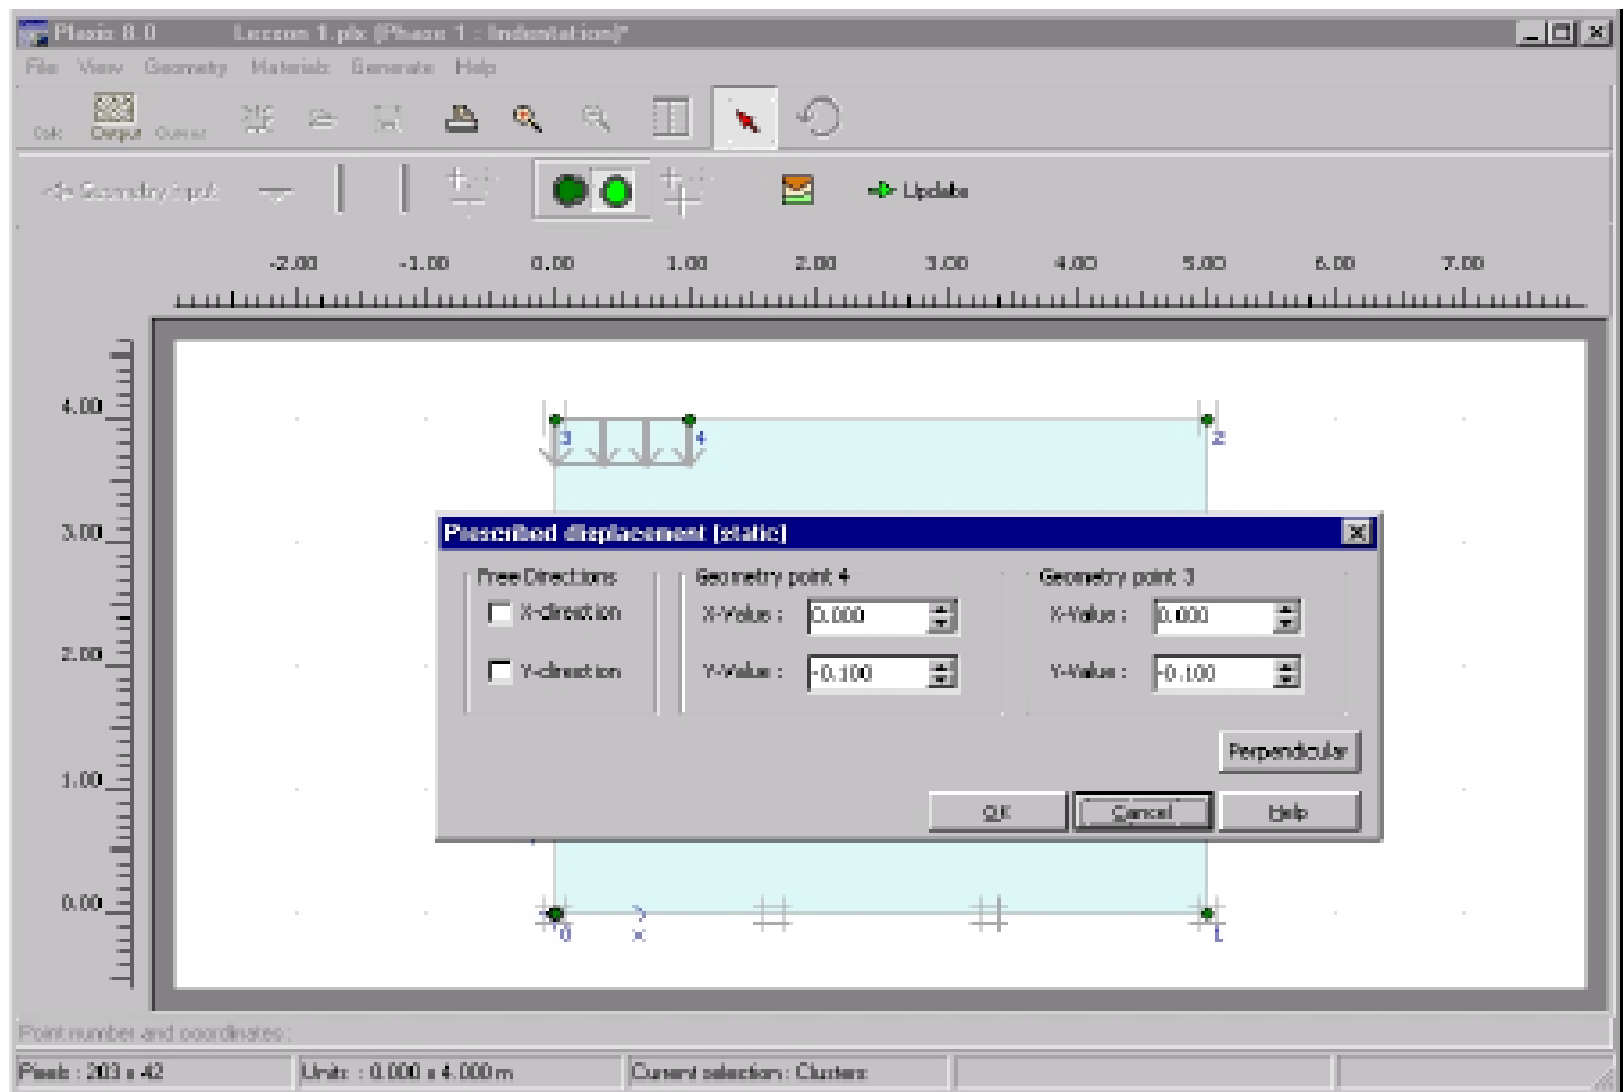 Plaxis 8.0 Lesson 1.plx (Phase 1 : Indentation)*
File View Geometry Materials Generate Help
Calc Output Curves
Geometry input Update
-2.00 -1.00 0.00 1.00 2.00 3.00 4.00 5.00 6.00 7.00
4.00
3 4 2
3.00
Prescribed displacement [static]
Free Directions Geometry point 4 Geometry point 3
X-direction X-Value : 0.000 X-Value : 0.000
2.00
Y-direction Y-Value : -0.100 Y-Value : -0.100
Perpendicular
1.00
OK Cancel Help
0.00
0 x 1
Point number and coordinates :
Pixels : 203 x 42 Units : 0.000 x 4.000 m Current selection : Clusters